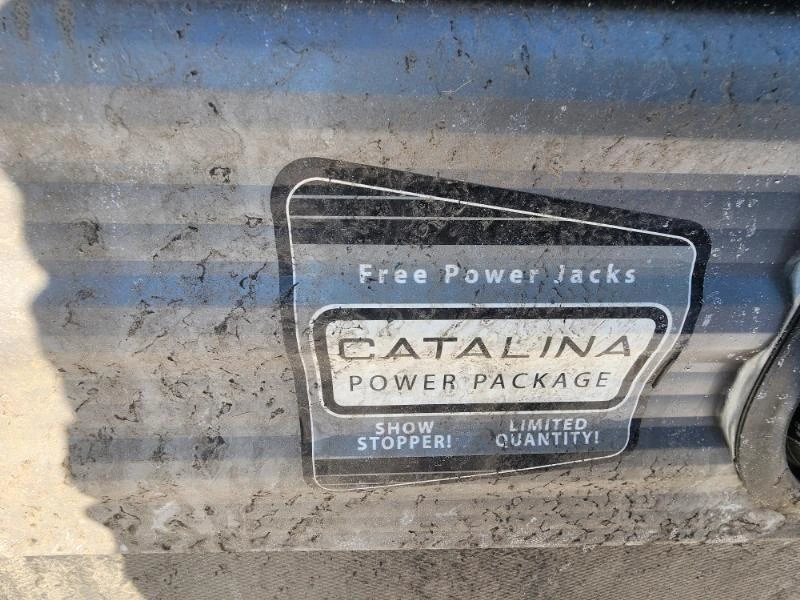 Free Power Jacks
CATALINA
POWER PACKAGE
SHOW LIMITED
STOPPER! QUANTITY!